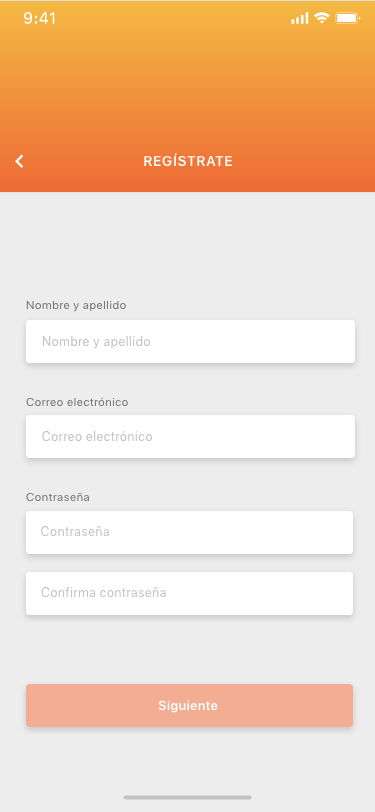 9:41
REGÍSTRATE
Nombre y apellido
Nombre y apellido
Correo electrónico
Correo electrónico
Contraseña
Contraseña
Confirma contraseña
Siguiente